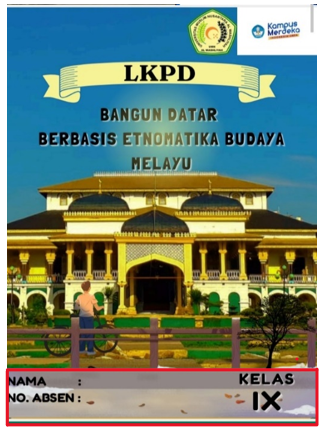 Kampus
Merdeka
LKPD
BANGUN DATAR
BERBASIS ETNOMATIKA BUDAYA
MELAYU
NAMA :
NO. ABSEN :
KELAS
IX